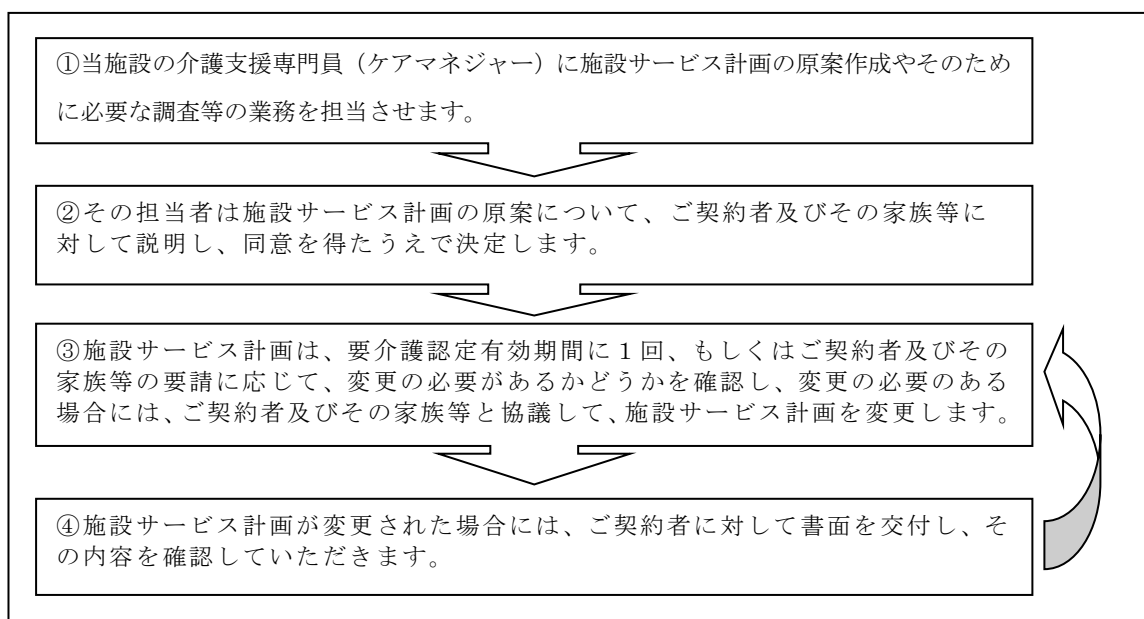 ①当施設の介護支援専門員（ケアマネジャー）に施設サービス計画の原案作成やそのため
に必要な調査等の業務を担当させます。
②その担当者は施設サービス計画の原案について、ご契約者及びその家族等に
対して説明し、同意を得たうえで決定します。
③施設サービス計画は、要介護認定有効期間に１回、もしくはご契約者及びその
家族等の要請に応じて、変更の必要があるかどうかを確認し、変更の必要のある
場合には、ご契約者及びその家族等と協議して、施設サービス計画を変更します。
④施設サービス計画が変更された場合には、ご契約者に対して書面を交付し、そ
の内容を確認していただきます。